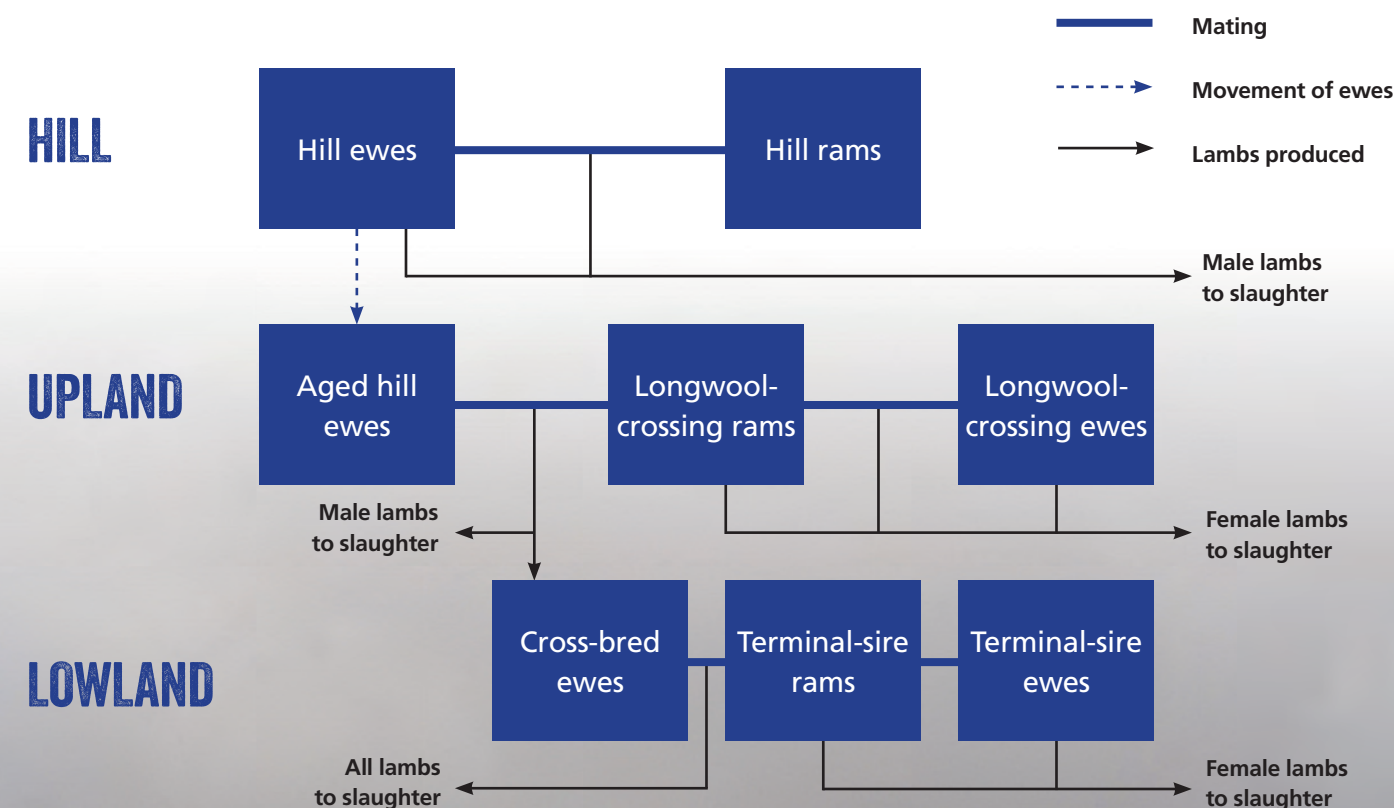 Mating
Movement of ewes
Lambs produced
HILL
Hill ewes
Hill rams
Male lambs
to slaughter
UPLAND
Aged hill
ewes
Longwool-
crossing rams
Longwool-
crossing ewes
Male lambs
to slaughter
Female lambs
to slaughter
LOWLAND
Cross-bred
ewes
Terminal-sire
rams
Terminal-sire
ewes
All lambs
to slaughter
Female lambs
to slaughter